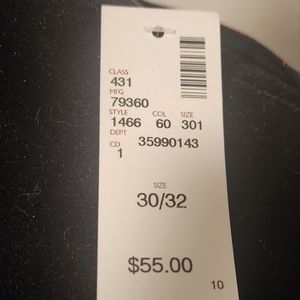 CLASS
431
MFG
79360
STYLE COL SIZE
1466 60 301
DEPT
35990143
CD
1
SIZE
30/32
$55.00
10